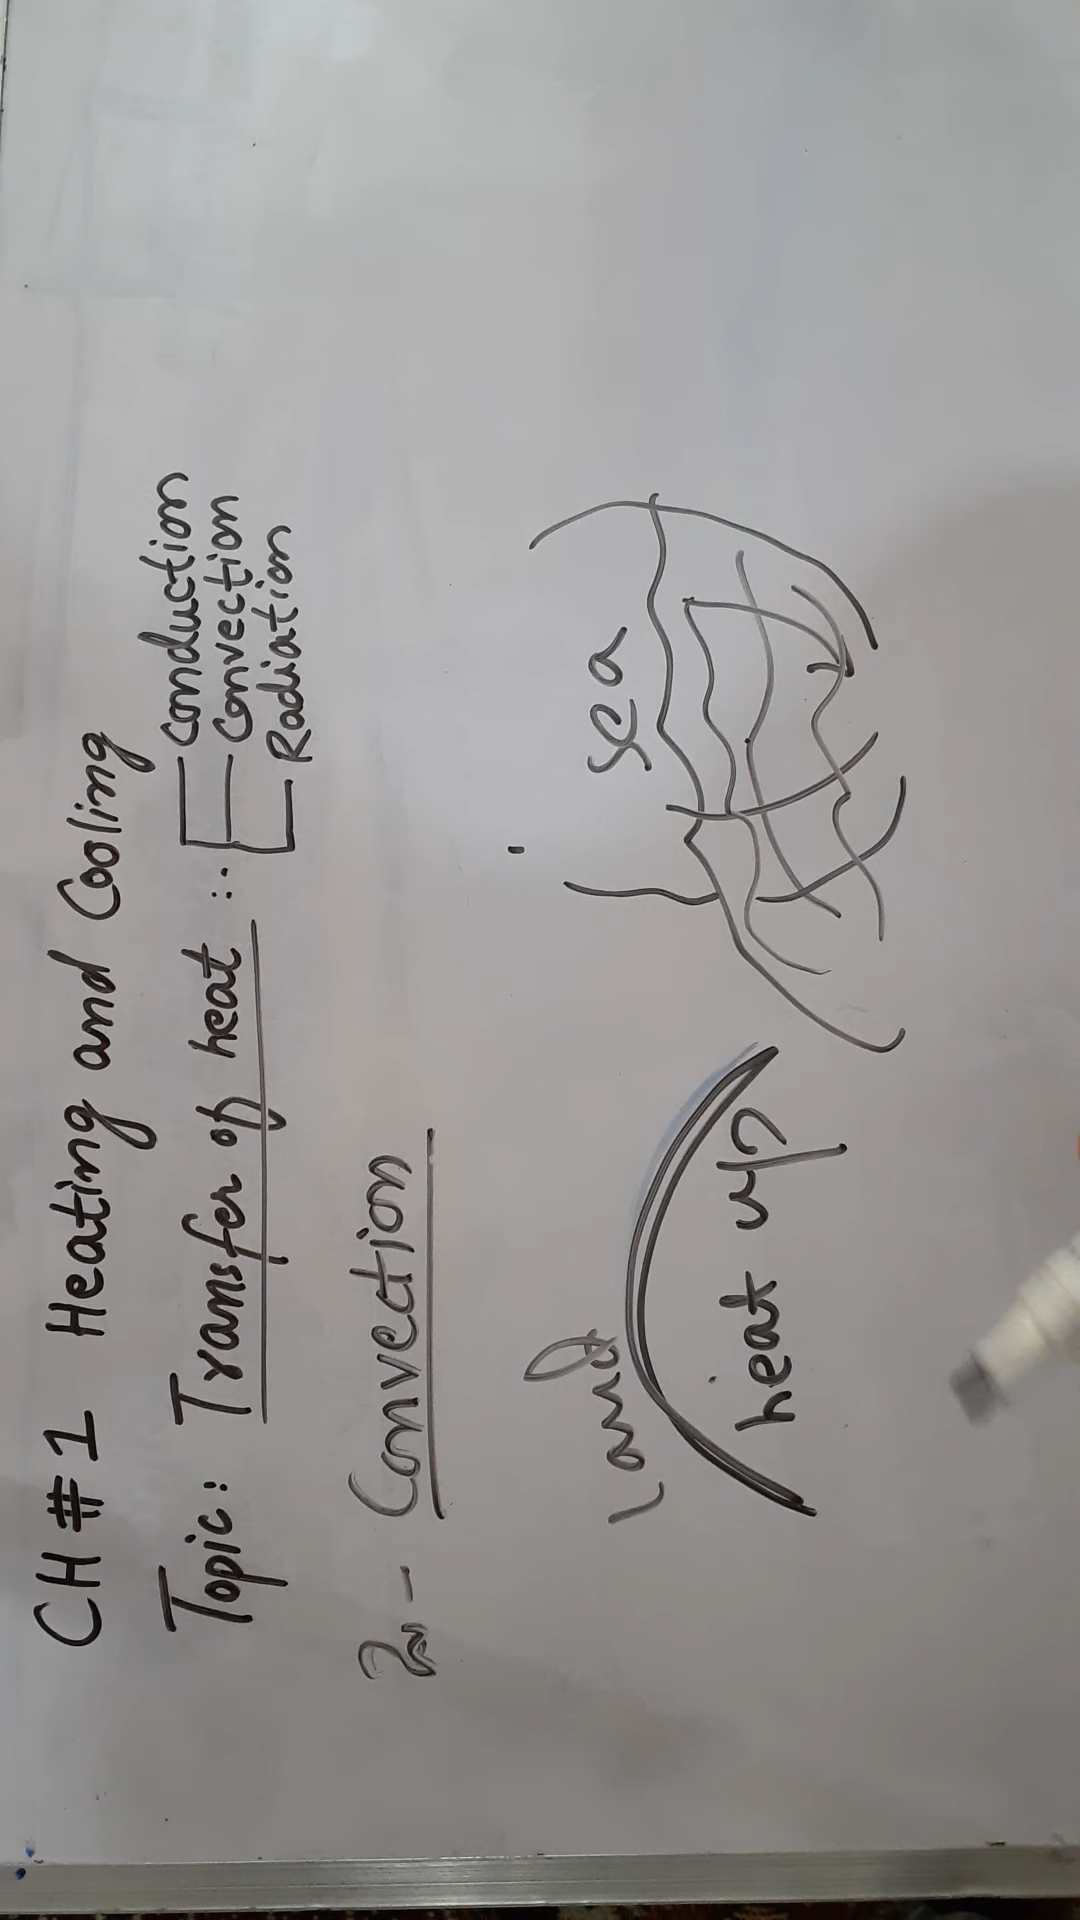 CH # 1 Heating and Cooling
Topic: Transfer of heat :- Conduction
Convection
Radiation
2- Convection
Land
sea
heat up